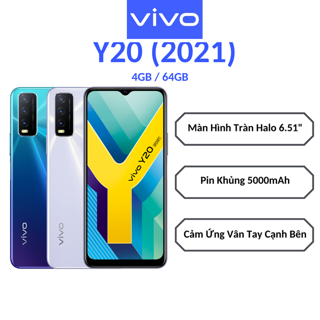 vivo
Y20 (2021)
4GB / 64GB
Màn Hình Tràn Halo 6.51"
Pin Khủng 5000mAh
Cảm Ứng Vân Tay Cạnh Bên
vivo
vivo
vivo Y20 2021